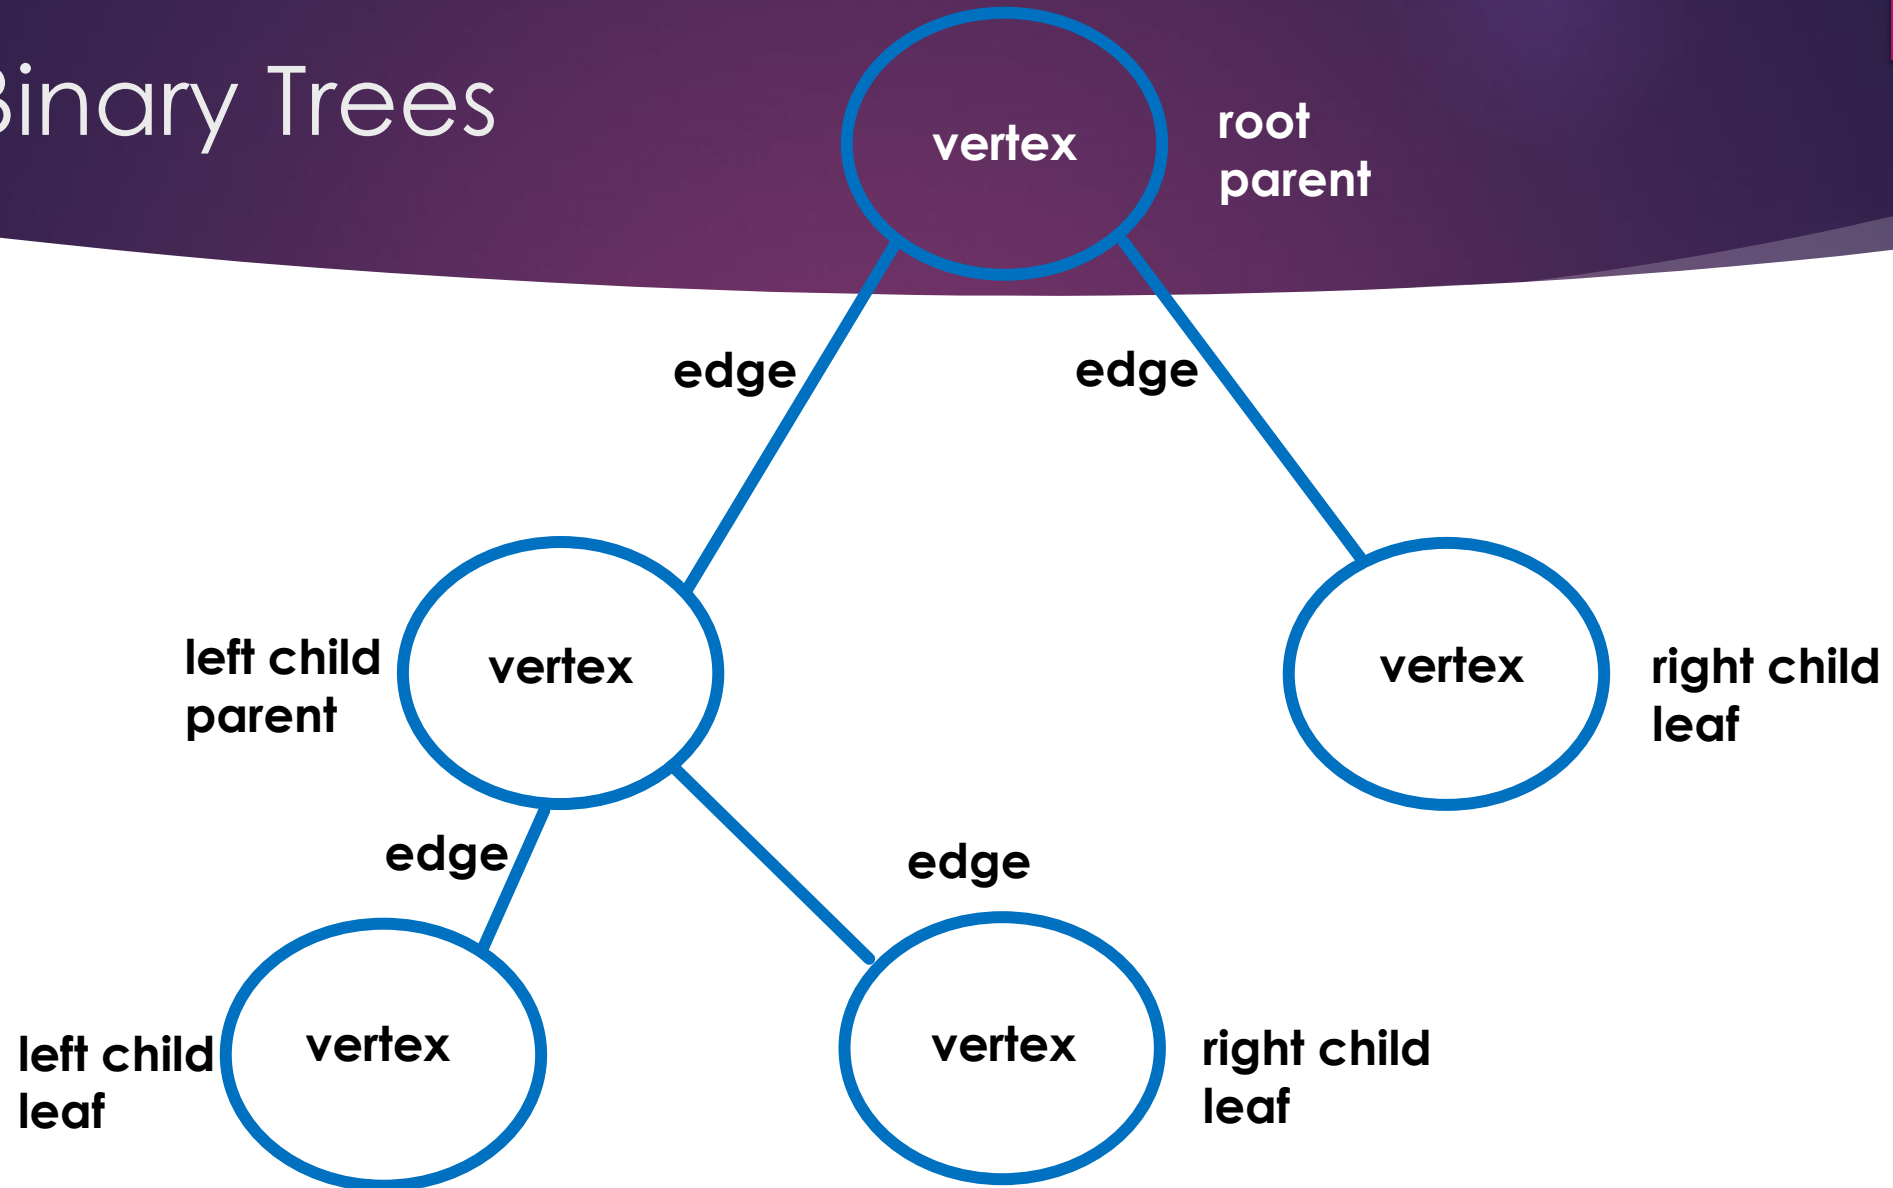 Binary Trees
vertex
root
parent
edge
edge
left child
parent
vertex
vertex
right child
leaf
edge
edge
left child
leaf
vertex
vertex
right child
leaf